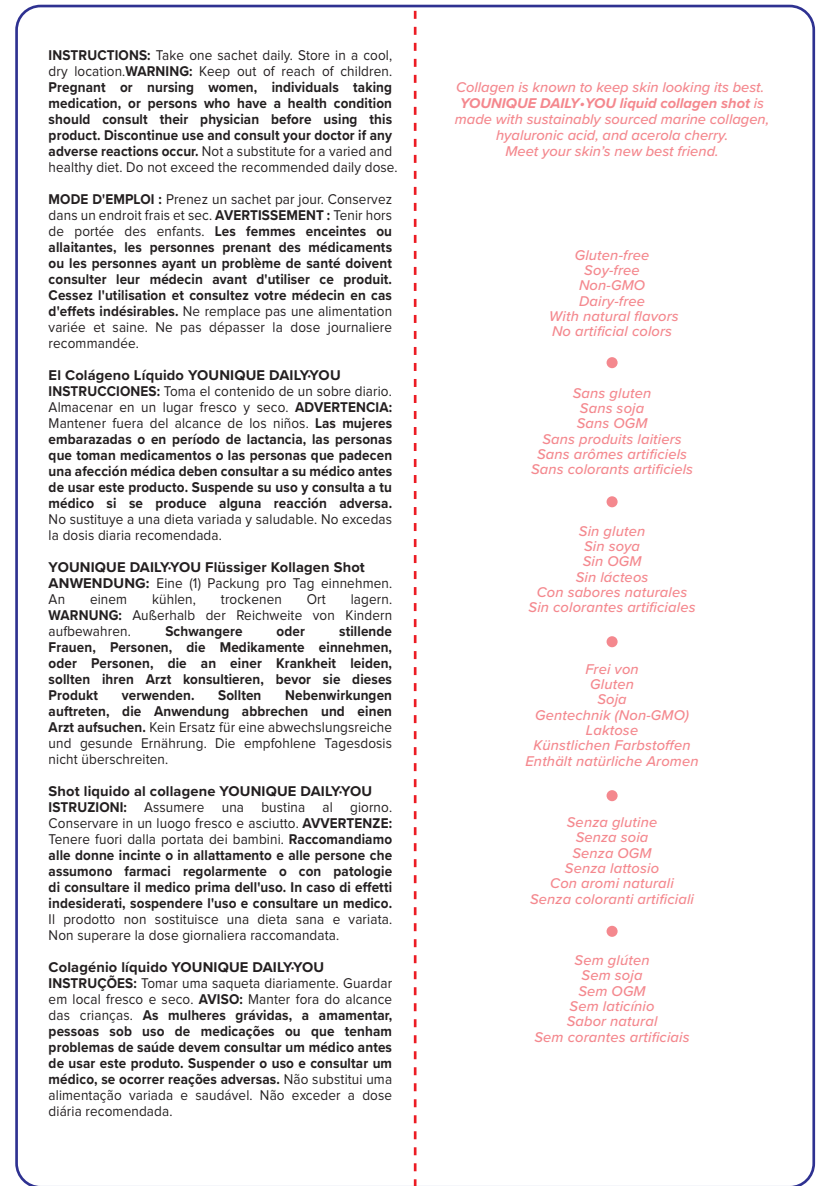 INSTRUCTIONS: Take one sachet daily. Store in a cool,
dry location.WARNING: Keep out of reach of children.
Pregnant or nursing women, individuals taking
medication, or persons who have a health condition
should consult their physician before using this
product. Discontinue use and consult your doctor if any
adverse reactions occur. Not a substitute for a varied and
healthy diet. Do not exceed the recommended daily dose.
MODE D'EMPLOI : Prenez un sachet par jour. Conservez
dans un endroit frais et sec. AVERTISSEMENT : Tenir hors
de portée des enfants. Les femmes enceintes ou
allaitantes, les personnes prenant des médicaments
ou les personnes ayant un problème de santé doivent
consulter leur médecin avant d'utiliser ce produit.
Cessez l'utilisation et consultez votre médecin en cas
d'effets indésirables. Ne remplace pas une alimentation
variée et saine. Ne pas dépasser la dose journaliere
recommandée.
El Colágeno Líquido YOUNIQUE DAILY·YOU
INSTRUCCIONES: Toma el contenido de un sobre diario.
Almacenar en un lugar fresco y seco. ADVERTENCIA:
Mantener fuera del alcance de los niños. Las mujeres
embarazadas o en período de lactancia, las personas
que toman medicamentos o las personas que padecen
una afección médica deben consultar a su médico antes
de usar este producto. Suspende su uso y consulta a tu
médico si se produce alguna reacción adversa.
No sustituye a una dieta variada y saludable. No excedas
la dosis diaria recomendada.
YOUNIQUE DAILY·YOU Flüssiger Kollagen Shot
ANWENDUNG: Eine (1) Packung pro Tag einnehmen.
An einem kühlen, trockenen Ort lagern.
WARNUNG: Außerhalb der Reichweite von Kindern
aufbewahren. Schwangere oder stillende
Frauen, Personen, die Medikamente einnehmen,
oder Personen, die an einer Krankheit leiden,
sollten ihren Arzt konsultieren, bevor sie dieses
Produkt verwenden. Sollten Nebenwirkungen
auftreten, die Anwendung abbrechen und einen
Arzt aufsuchen. Kein Ersatz für eine abwechslungsreiche
und gesunde Ernährung. Die empfohlene Tagesdosis
nicht überschreiten.
Shot liquido al collagene YOUNIQUE DAILY·YOU
ISTRUZIONI: Assumere una bustina al giorno.
Conservare in un luogo fresco e asciutto. AVVERTENZE:
Tenere fuori dalla portata dei bambini. Raccomandiamo
alle donne incinte o in allattamento e alle persone che
assumono farmaci regolarmente o con patologie
di consultare il medico prima dell'uso. In caso di effetti
indesiderati, sospendere l'uso e consultare un medico.
Il prodotto non sostituisce una dieta sana e variata.
Non superare la dose giornaliera raccomandata.
Colagénio líquido YOUNIQUE DAILY·YOU
INSTRUÇÕES: Tomar uma saqueta diariamente. Guardar
em local fresco e seco. AVISO: Manter fora do alcance
das crianças. As mulheres grávidas, a amamentar,
pessoas sob uso de medicações ou que tenham
problemas de saúde devem consultar um médico antes
de usar este produto. Suspender o uso e consultar um
médico, se ocorrer reações adversas. Não substitui uma
alimentação variada e saudável. Não exceder a dose
diária recomendada.
Collagen is known to keep skin looking its best.
YOUNIQUE DAILY•YOU liquid collagen shot is
made with sustainably sourced marine collagen,
hyaluronic acid, and acerola cherry.
Meet your skin's new best friend.
Gluten-free
Soy-free
Non-GMO
Dairy-free
With natural flavors
No artificial colors
Sans gluten
Sans soja
Sans OGM
Sans produits laitiers
Sans arômes artificiels
Sans colorants artificiels
Sin gluten
Sin soya
Sin OGM
Sin lácteos
Con sabores naturales
Sin colorantes artificiales
Frei von
Gluten
Soja
Gentechnik (Non-GMO)
Laktose
Künstlichen Farbstoffen
Enthält natürliche Aromen
Senza glutine
Senza soia
Senza OGM
Senza lattosio
Con aromi naturali
Senza coloranti artificiali
Sem glúten
Sem soja
Sem OGM
Sem laticínio
Sabor natural
Sem corantes artificiais